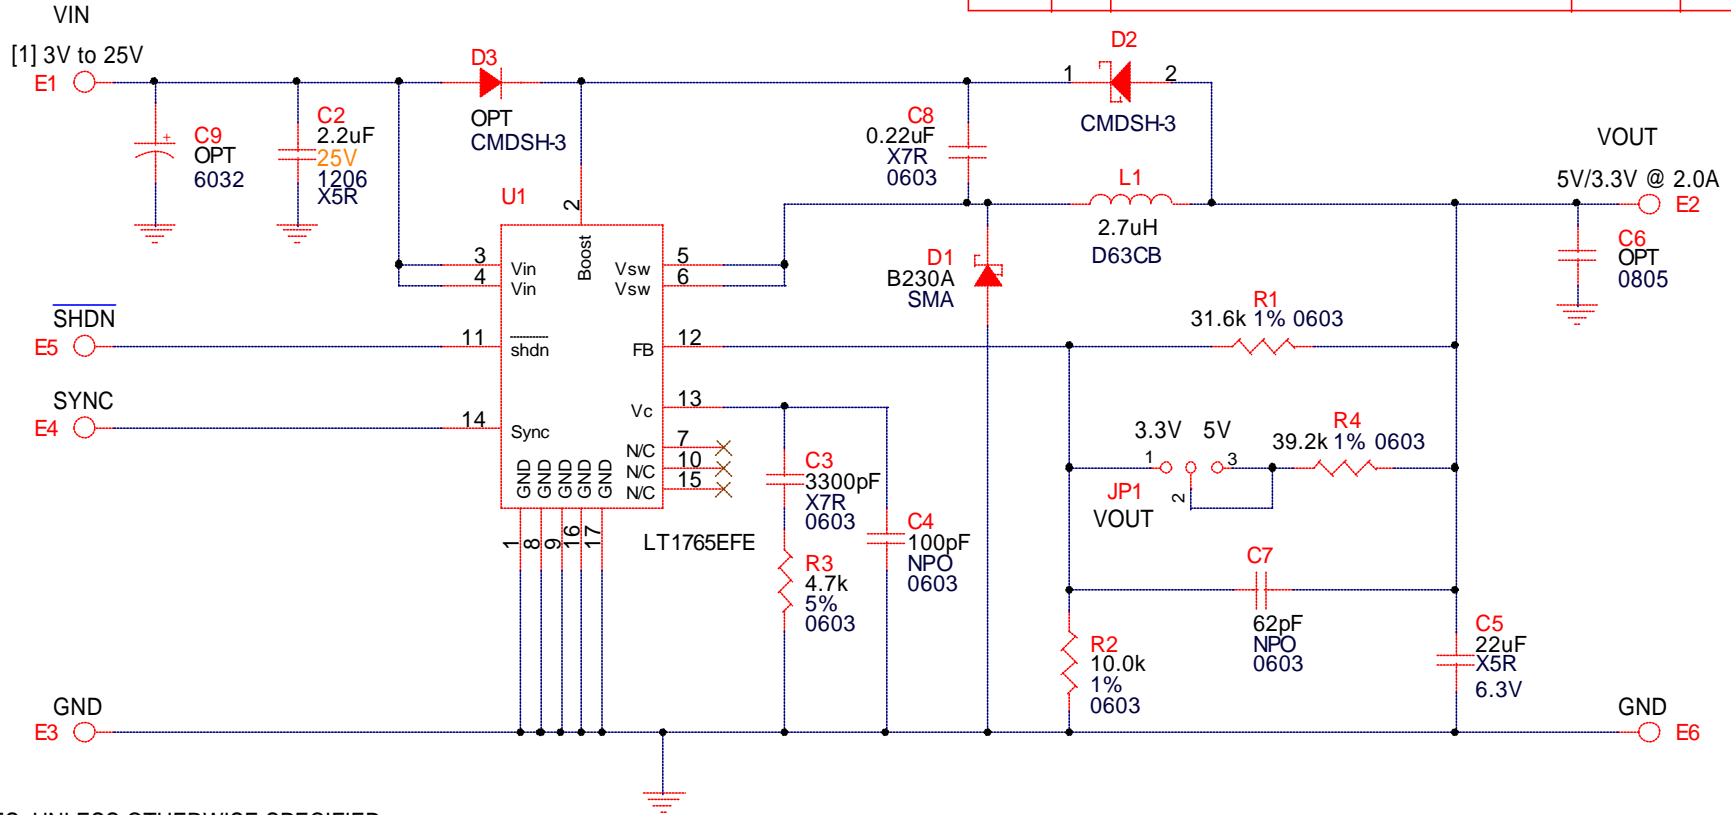 VIN
[1] 3V to 25V
E1
D3
OPT
CMDSH-3
D2
1
2
CMDSH-3
C9
+
OPT
6032
C2
2.2uF
25V
1206
X5R
C8
0.22uF
X7R
0603
VOUT
5V/3.3V @ 2.0A
E2
L1
2.7uH
D63CB
C6
OPT
0805
U1
2
Boost
3
4
Vin
Vin
Vsw
Vsw
5
6
D1
B230A
SMA
SHDN
E5
11
shdn
FB
12
R1
31.6k 1% 0603
SYNC
E4
14
Sync
Vc
13
N/C
N/C
N/C
7
10
15
GND
GND
GND
GND
GND
1
8
9
16
17
LT1765EFE
C3
3300pF
X7R
0603
R3
4.7k
5%
0603
C4
100pF
NPO
0603
3.3V
5V
1
2
3
JP1
VOUT
R4
39.2k 1% 0603
C7
62pF
NPO
0603
R2
10.0k
1%
0603
C5
22uF
X5R
6.3V
GND
E3
GND
E6
UNLESS OTHERWISE SPECIFIED